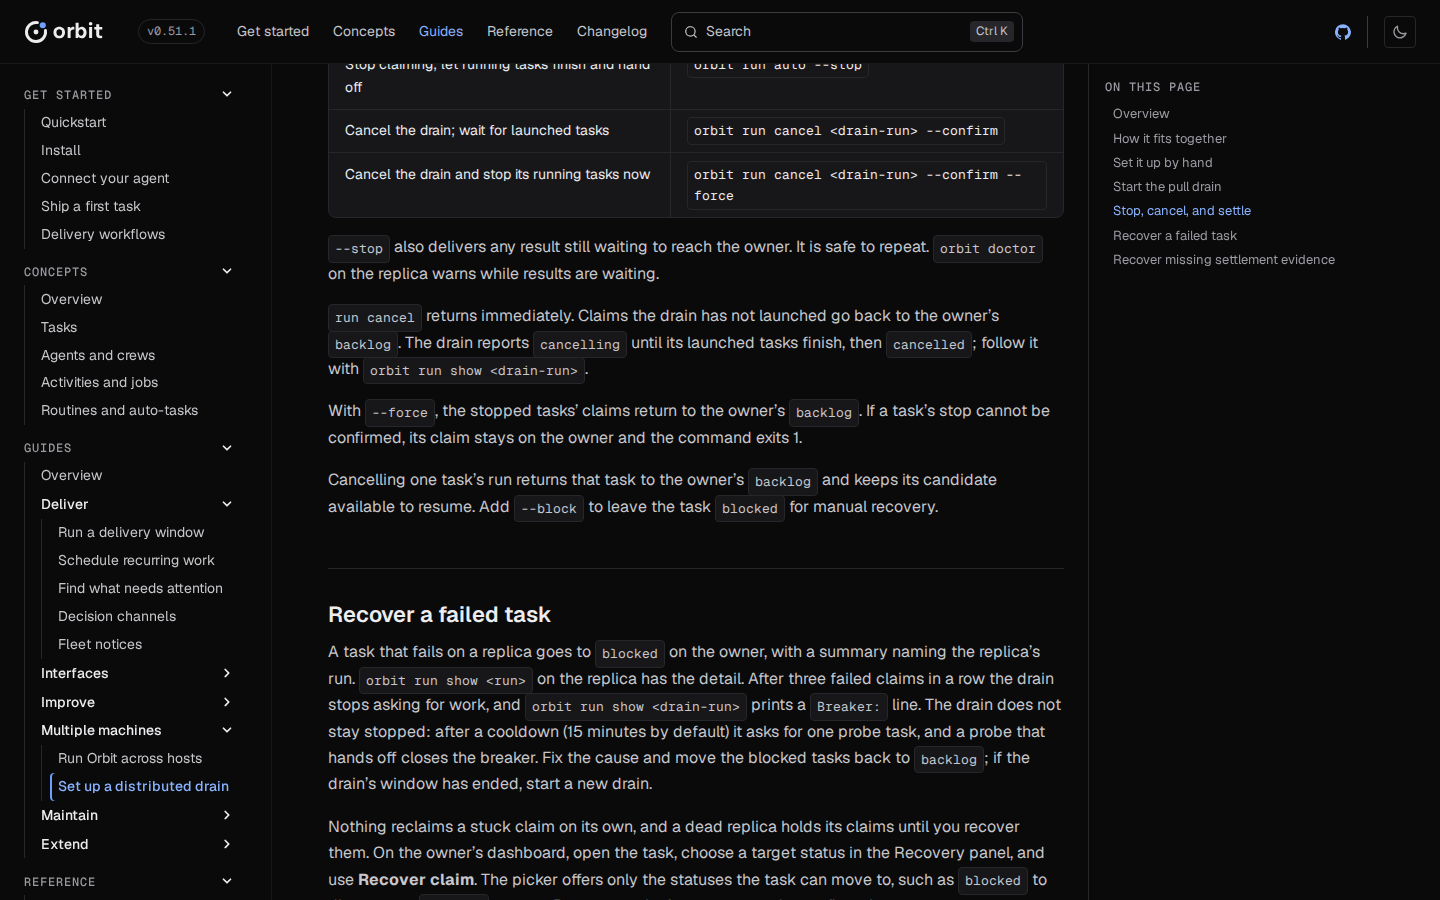 orbit
v0.51.1
Get started
Concepts
Guides
Reference
Changelog
Search
Ctrl K
GET STARTED
Quickstart
Install
Connect your agent
Ship a first task
Delivery workflows
CONCEPTS
Overview
Tasks
Agents and crews
Activities and jobs
Routines and auto-tasks
GUIDES
Overview
Deliver
Run a delivery window
Schedule recurring work
Find what needs attention
Decision channels
Fleet notices
Interfaces
Improve
Multiple machines
Run Orbit across hosts
Set up a distributed drain
Maintain
Extend
REFERENCE
Stop claiming, let running tasks finish and hand
off
orbit run auto --stop
Cancel the drain; wait for launched tasks
orbit run cancel <drain-run> --confirm
Cancel the drain and stop its running tasks now
orbit run cancel <drain-run> --confirm --
force
--stop also delivers any result still waiting to reach the owner. It is safe to repeat. orbit doctor
on the replica warns while results are waiting.
run cancel returns immediately. Claims the drain has not launched go back to the owner’s
backlog. The drain reports cancelling until its launched tasks finish, then cancelled; follow it
with orbit run show <drain-run>.
With --force, the stopped tasks’ claims return to the owner’s backlog. If a task’s stop cannot be
confirmed, its claim stays on the owner and the command exits 1.
Cancelling one task’s run returns that task to the owner’s backlog and keeps its candidate
available to resume. Add --block to leave the task blocked for manual recovery.
Recover a failed task
A task that fails on a replica goes to blocked on the owner, with a summary naming the replica’s
run. orbit run show <run> on the replica has the detail. After three failed claims in a row the drain
stops asking for work, and orbit run show <drain-run> prints a Breaker: line. The drain does not
stay stopped: after a cooldown (15 minutes by default) it asks for one probe task, and a probe that
hands off closes the breaker. Fix the cause and move the blocked tasks back to backlog; if the
drain’s window has ended, start a new drain.
Nothing reclaims a stuck claim on its own, and a dead replica holds its claims until you recover
them. On the owner’s dashboard, open the task, choose a target status in the Recovery panel, and
use Recover claim. The picker offers only the statuses the task can move to, such as blocked to
ON THIS PAGE
Overview
How it fits together
Set it up by hand
Start the pull drain
Stop, cancel, and settle
Recover a failed task
Recover missing settlement evidence